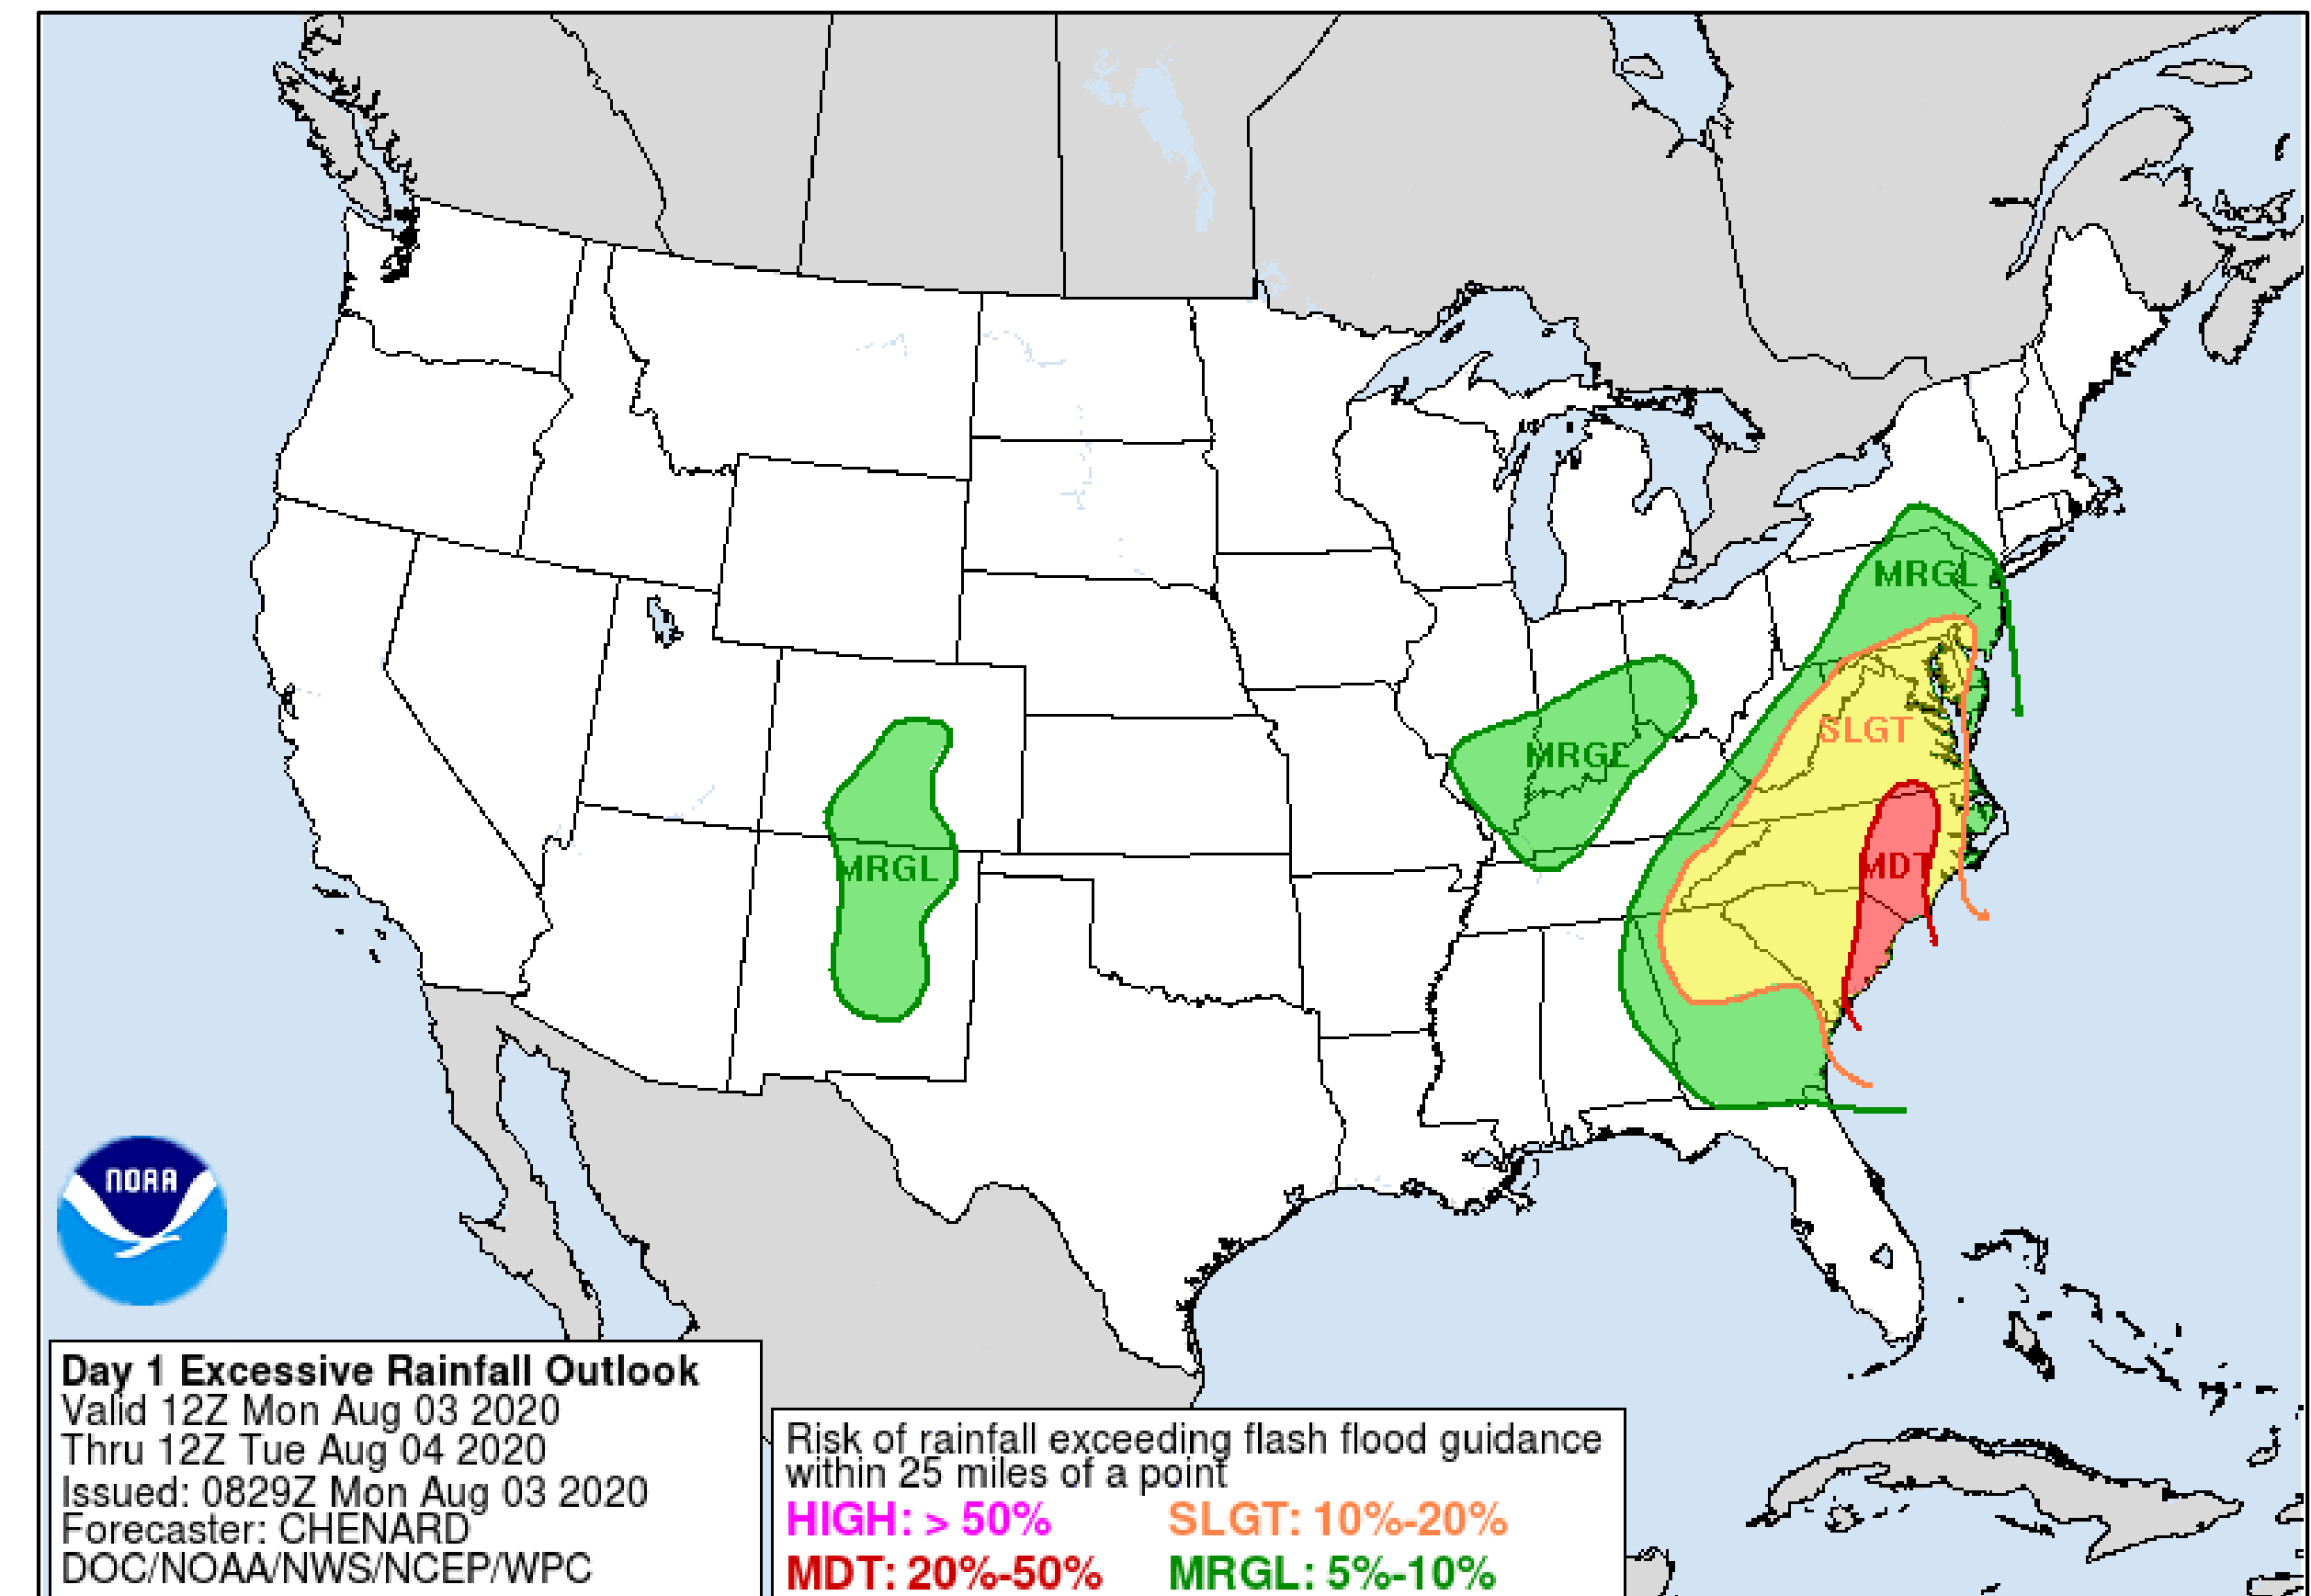 MRGL
SLGT
MRGL
MRGL
MDT
NOAA
Day 1 Excessive Rainfall Outlook
Valid 12Z Mon Aug 03 2020
Thru 12Z Tue Aug 04 2020
Issued: 0829Z Mon Aug 03 2020
Forecaster: CHENARD
DOC/NOAA/NWS/NCEP/WPC
Risk of rainfall exceeding flash flood guidance
within 25 miles of a point
HIGH: > 50% SLGT: 10%-20%
MDT: 20%-50% MRGL: 5%-10%